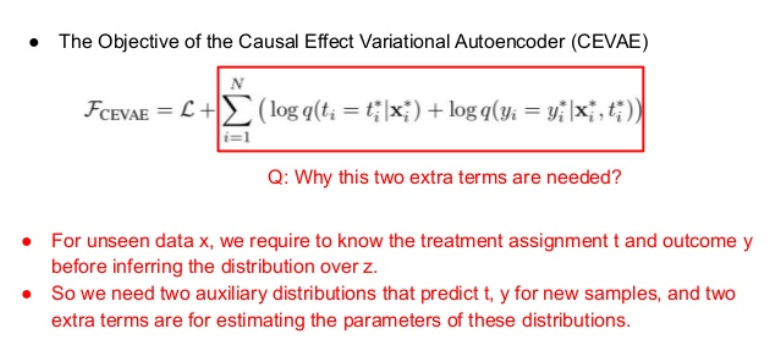 ● The Objective of the Causal Effect Variational Autoencoder (CEVAE)
$\mathcal{F}_{\text{CEVAE}} = \mathcal{L} + \sum_{i=1}^{N} \left( \log q(t_i = t_i^* | \mathbf{x}_i^*) + \log q(y_i = y_i^* | \mathbf{x}_i^*, t_i^*) \right)$
Q: Why this two extra terms are needed?
● For unseen data x, we require to know the treatment assignment t and outcome y
before inferring the distribution over z.
● So we need two auxiliary distributions that predict t, y for new samples, and two
extra terms are for estimating the parameters of these distributions.